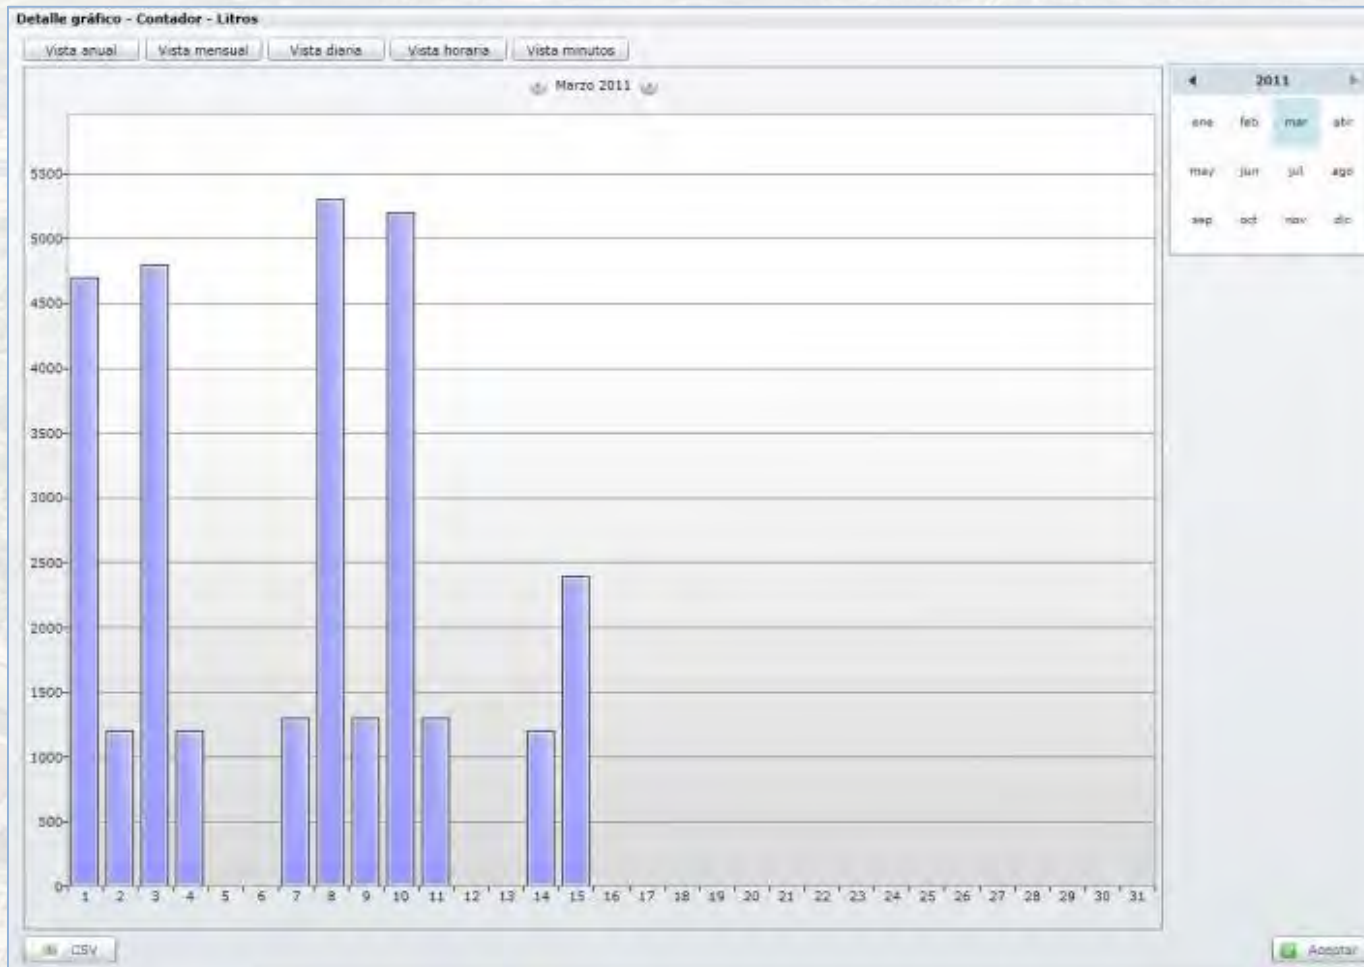 Detalle gráfico - Contador - Litros
Vista anual Vista mensual Vista diaria Vista horaria Vista minutos
Marzo 2011
2011
ene feb mar abr
may jun jul ago
sep oct nov dic
5500
5000
4500
4000
3500
3000
2500
2000
1500
1000
500
0
1 2 3 4 5 6 7 8 9 10 11 12 13 14 15 16 17 18 19 20 21 22 23 24 25 26 27 28 29 30 31
CSV
Aceptar